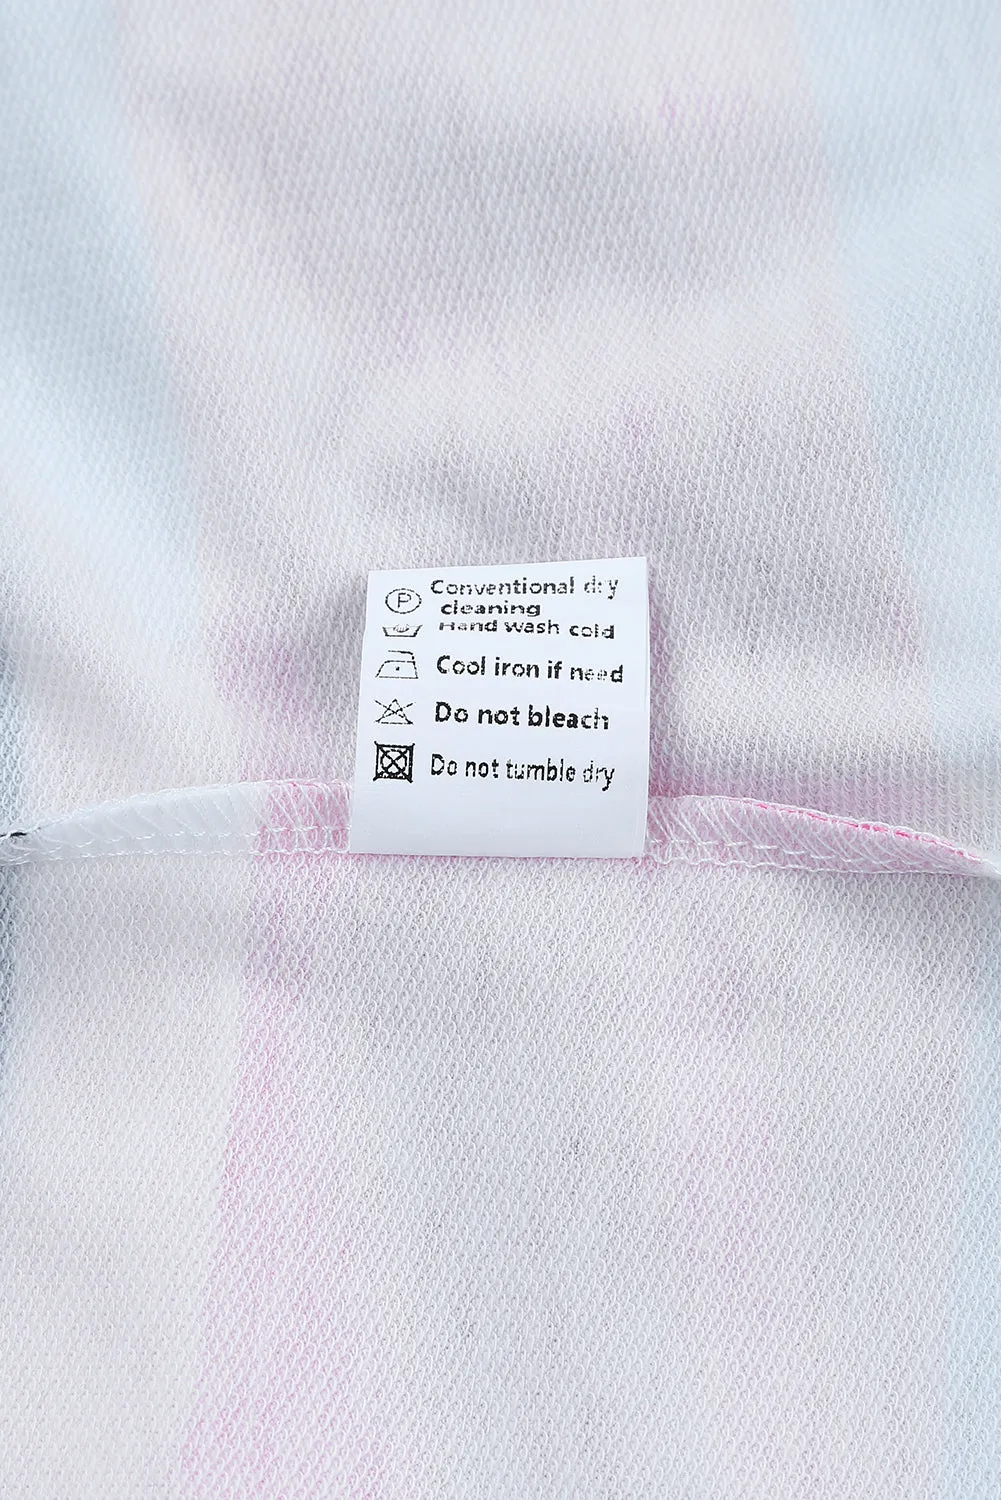 P Conventional dry
cleaning
Hand wash cold
Cool iron if need
Do not bleach
Do not tumble dry